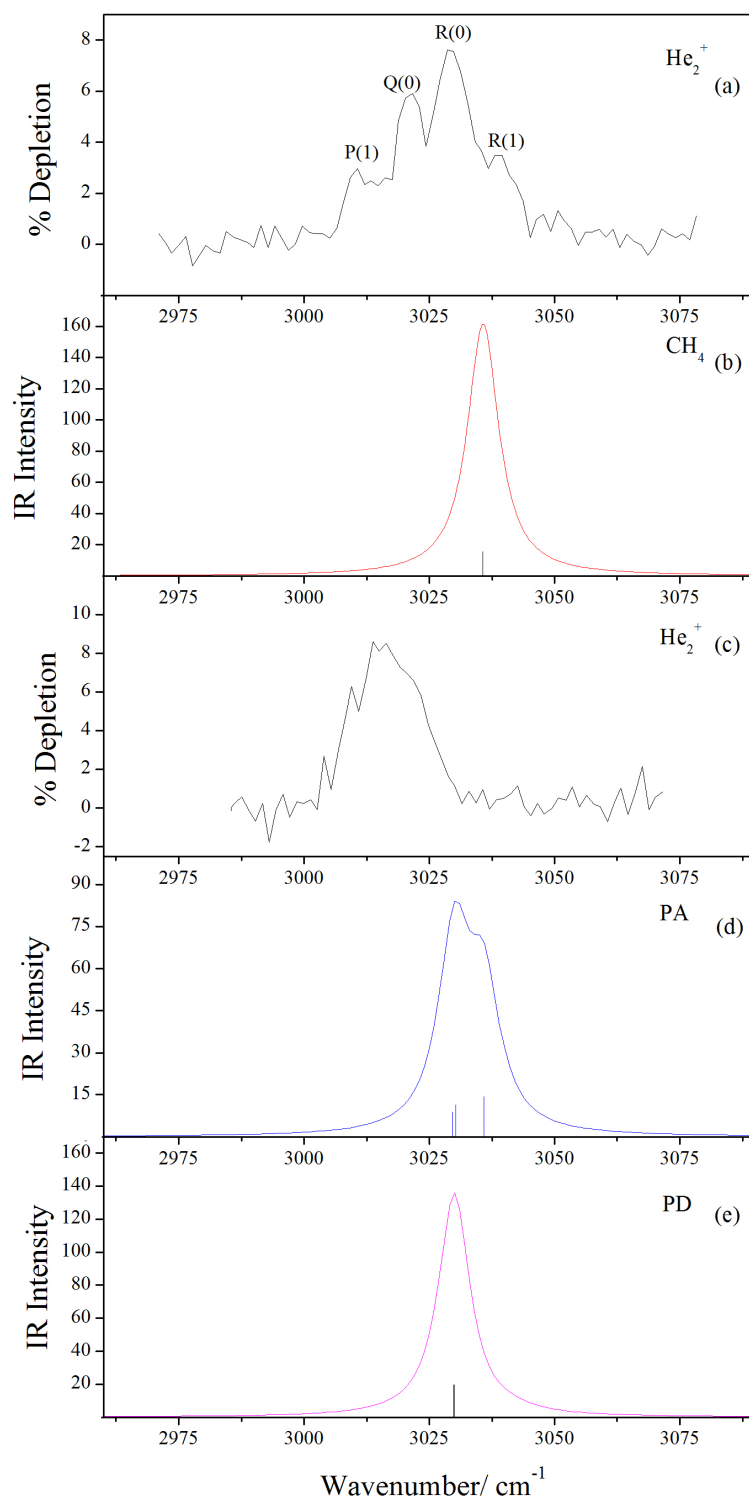 R(0)
8
He₂⁺ (a)
Q(0)
6
P(1)
R(1)
4
2
0
% Depletion
2975 3000 3025 3050 3075
160
CH₄ (b)
140
120
100
80
60
40
20
IR Intensity
2975 3000 3025 3050 3075
10
He₂⁺ (c)
8
6
4
2
0
-2
% Depletion
2975 3000 3025 3050 3075
90
PA (d)
75
60
45
30
15
IR Intensity
2975 3000 3025 3050 3075
160
PD (e)
140
120
100
80
60
40
20
IR Intensity
2975 3000 3025 3050 3075
Wavenumber/ cm⁻¹